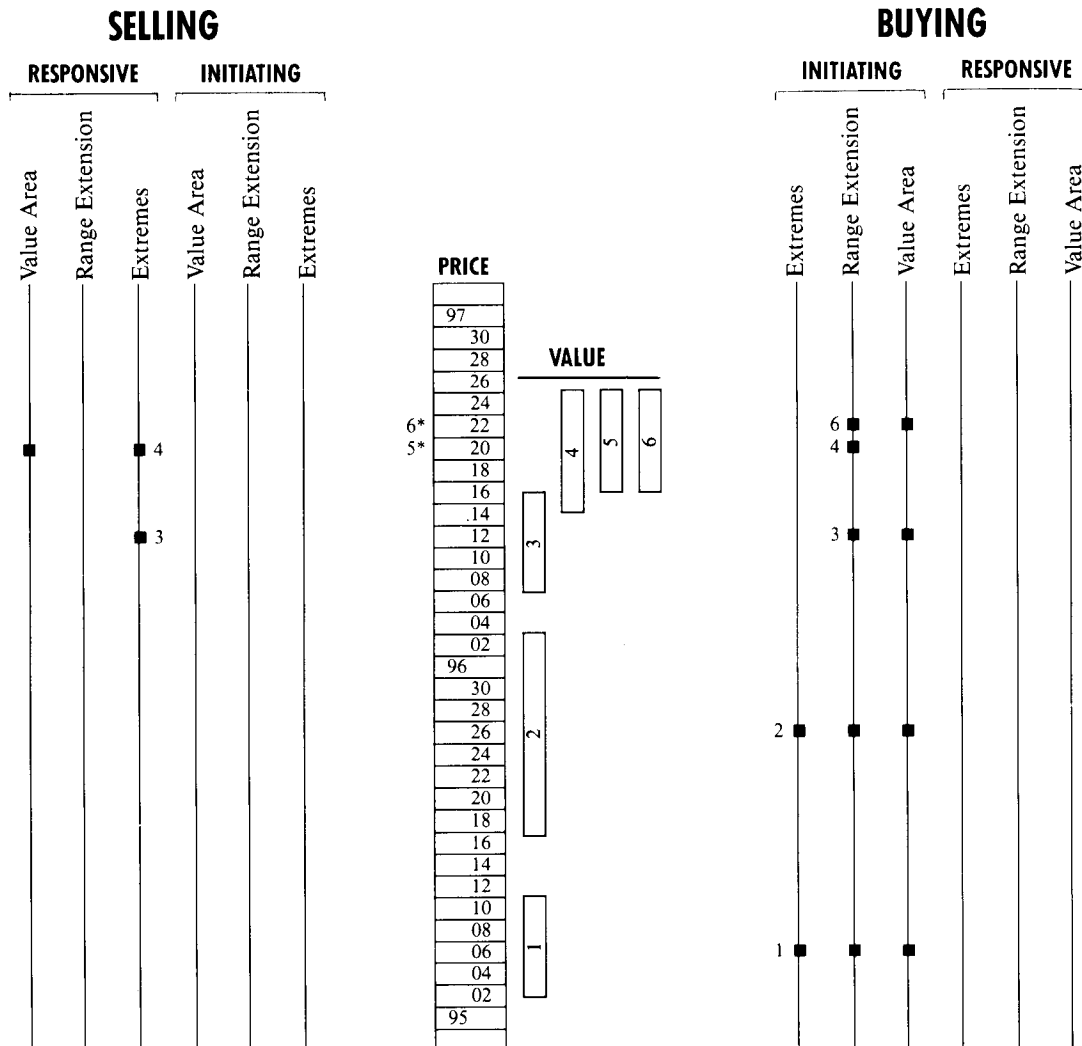 SELLING
BUYING
RESPONSIVE INITIATING
INITIATING RESPONSIVE
Value Area
Range Extension
Extremes
Value Area
Range Extension
Extremes
Extremes
Range Extension
Value Area
Extremes
Range Extension
Value Area
PRICE
VALUE
97
30
28
26
24
6* 22
5* 20
18
16
.14
12
10
08
06
04
02
96
30
28
26
24
22
20
18
16
14
12
10
08
06
04
02
95
4
5
6
3
2
1
4
3
6
4
3
2
1